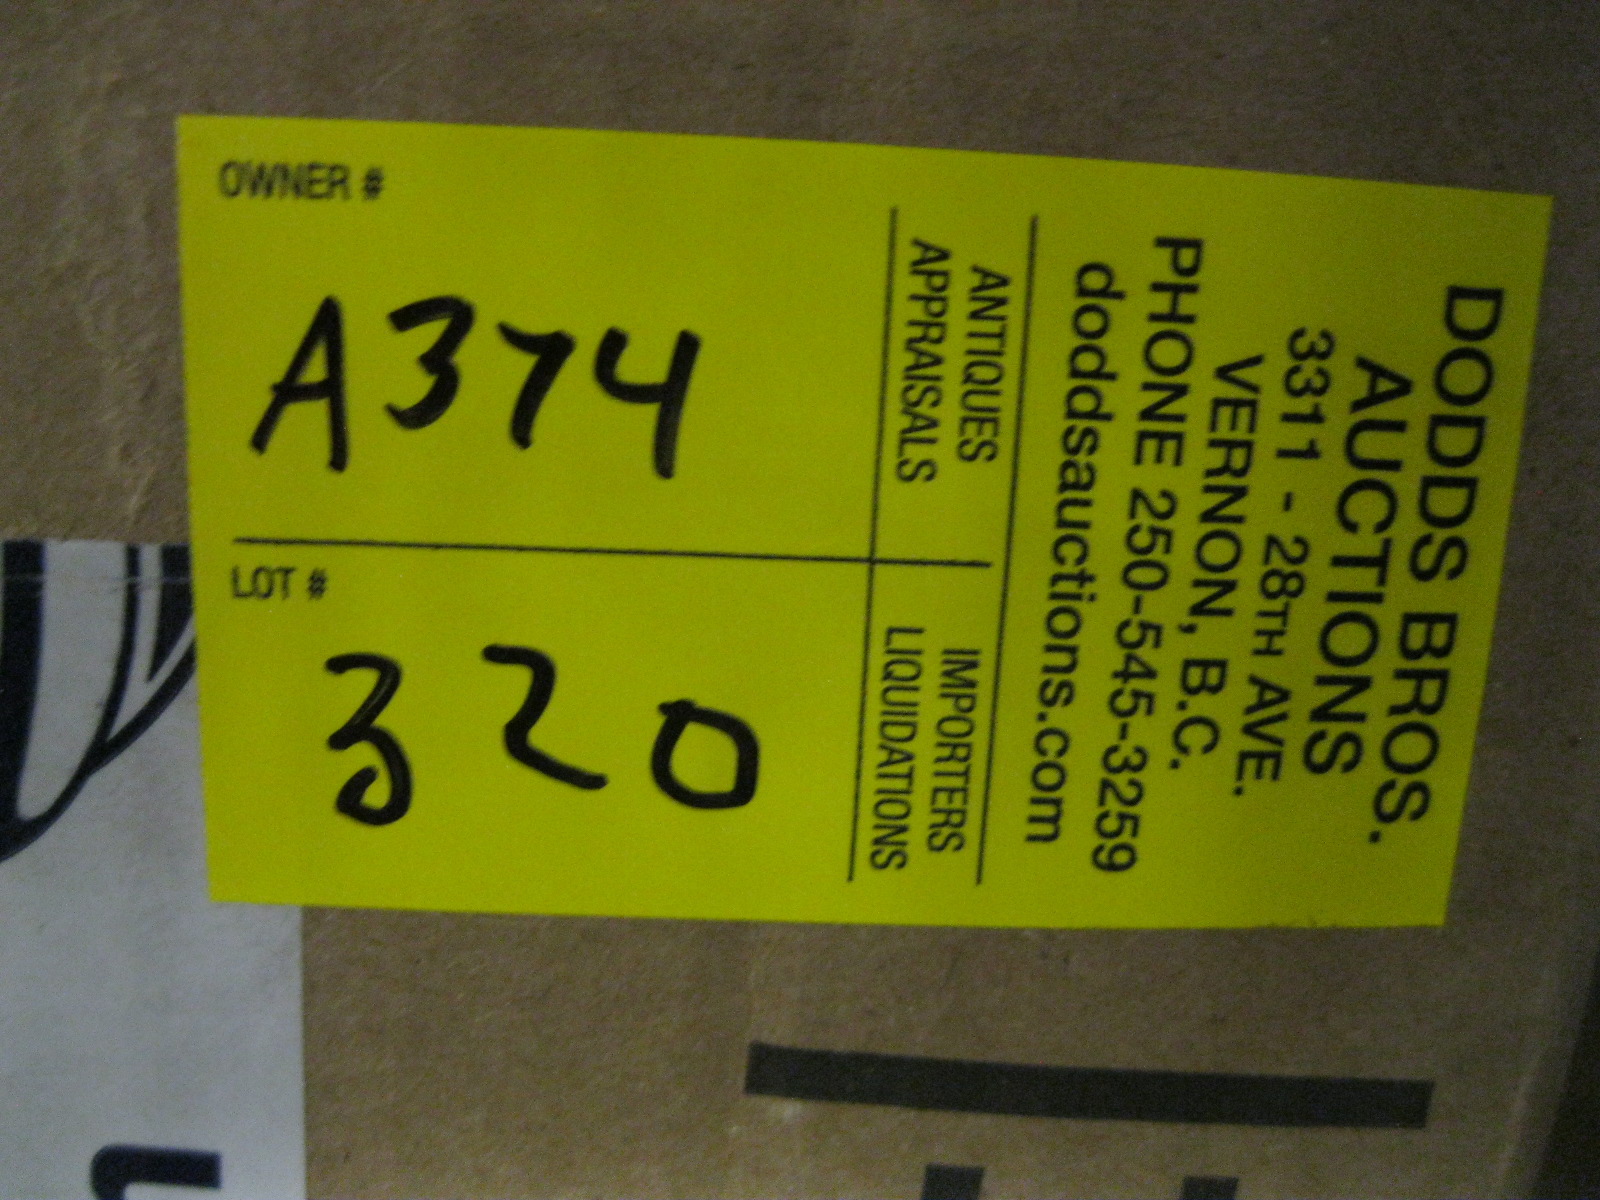 DODDS BROS.
AUCTIONS
3311 - 28TH AVE.
VERNON, B.C.
PHONE 250-545-3259
doddsauctions.com
ANTIQUES
APPRAISALS
IMPORTERS
LIQUIDATIONS
OWNER #
A374
LOT #
320